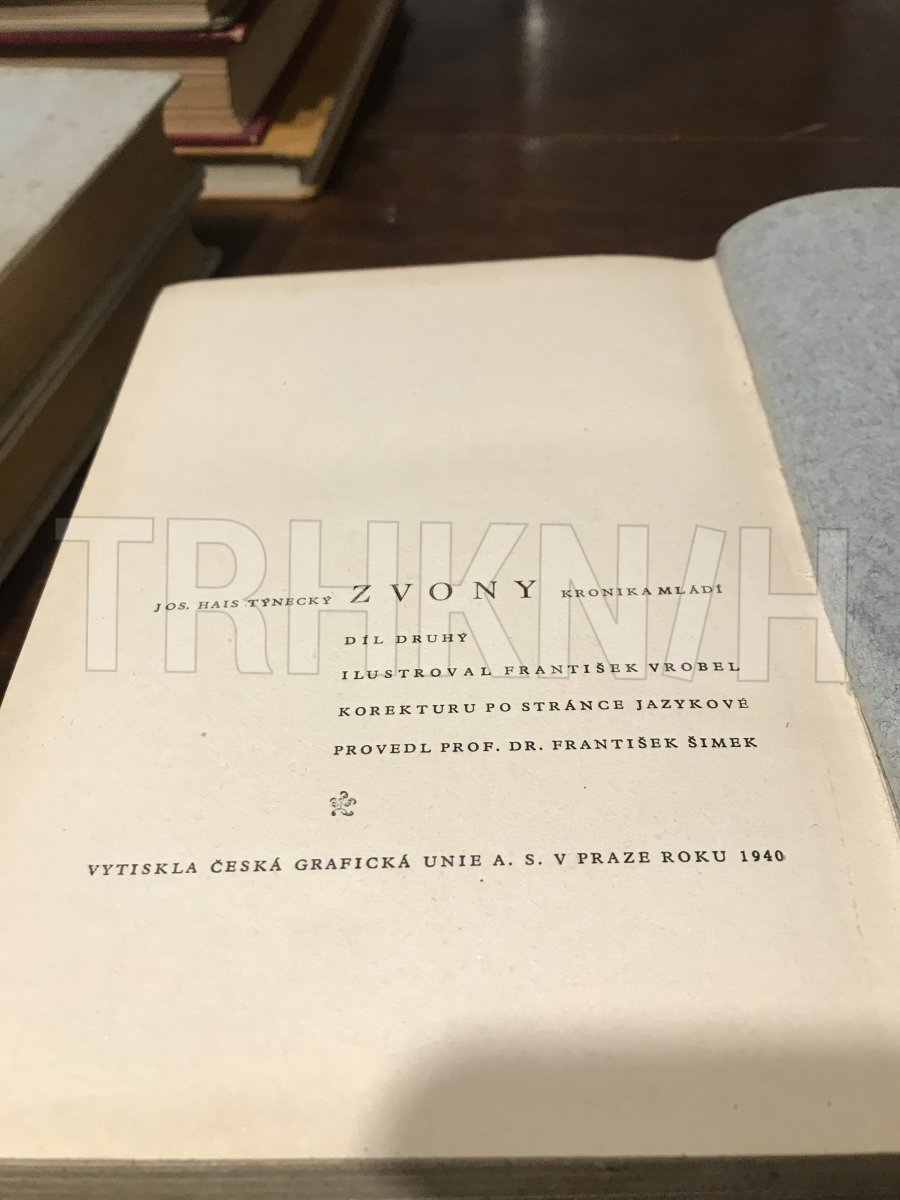 JOS. HAIS TÝNECKÝ ZVONY KRONIKA MLÁDÍ
DÍL DRUHÝ
ILUSTROVAL FRANTIŠEK VROBEL
KOREKTURU PO STRÁNCE JAZYKOVÉ
PROVEDL PROF. DR. FRANTIŠEK ŠIMEK
VYTISKLA ČESKÁ GRAFICKÁ UNIE A. S. V PRAZE ROKU 1940
TRHKNIH